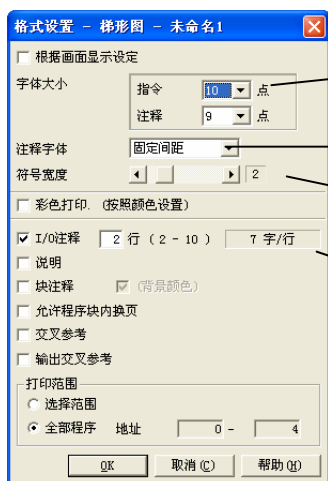 格式设置 - 梯形图 - 未命名1
根据画面显示设定
字体大小
指令 10 点
注释 9 点
注释字体 固定间距
符号宽度 2
彩色打印. (按照颜色设置)
I/O注释 2 行 ( 2 - 10 ) 7 字/行
说明
块注释 (背景颜色)
允许程序块内换页
交叉参考
输出交叉参考
打印范围
选择范围
全部程序 地址 0 - 4
OK 取消(C) 帮助(H)